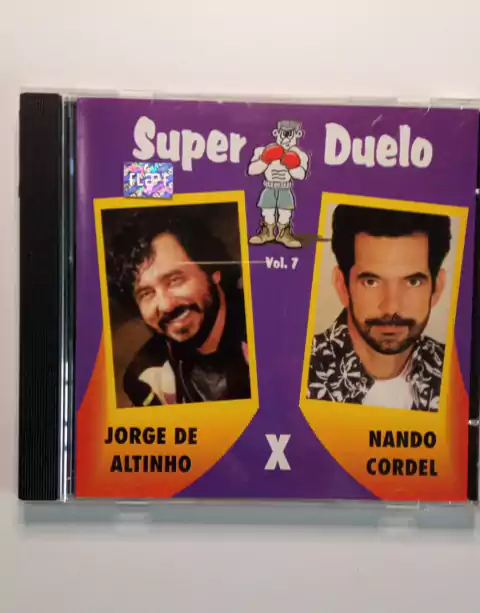 Super Duelo
Vol. 7
JORGE DE
ALTINHO
X
NANDO
CORDEL